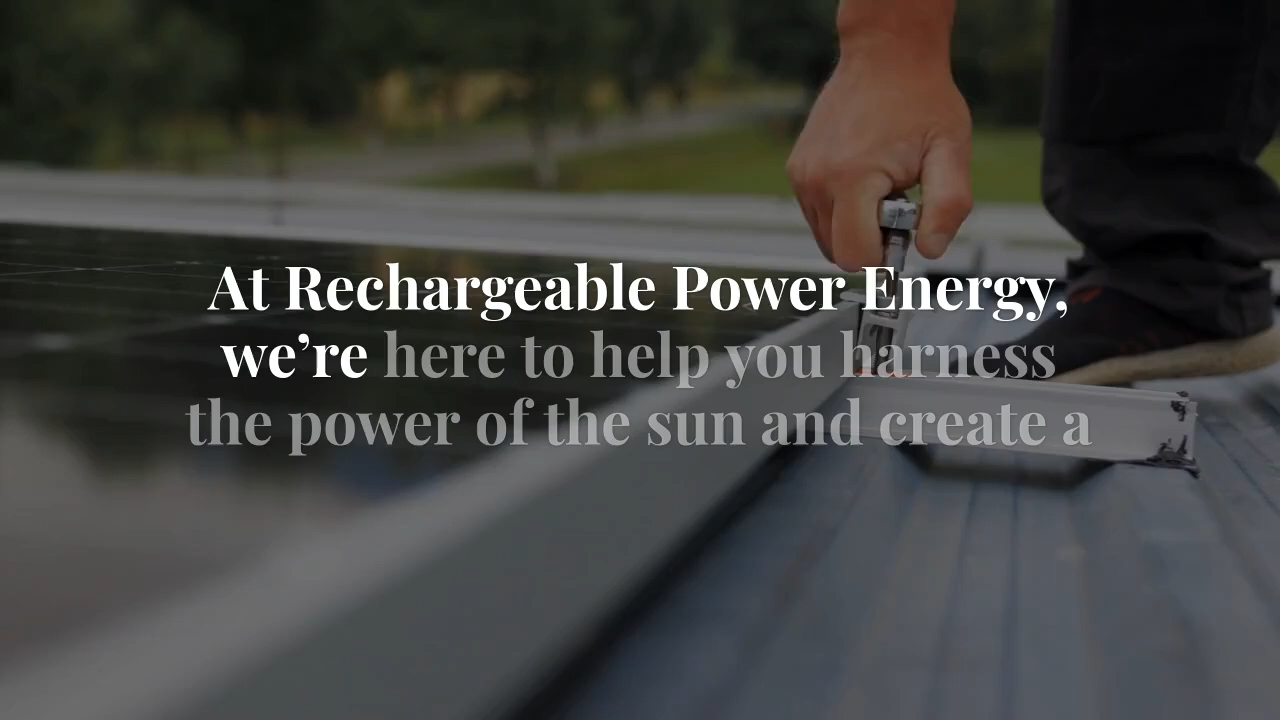 At Rechargeable Power Energy,
we’re here to help you harness
the power of the sun and create a